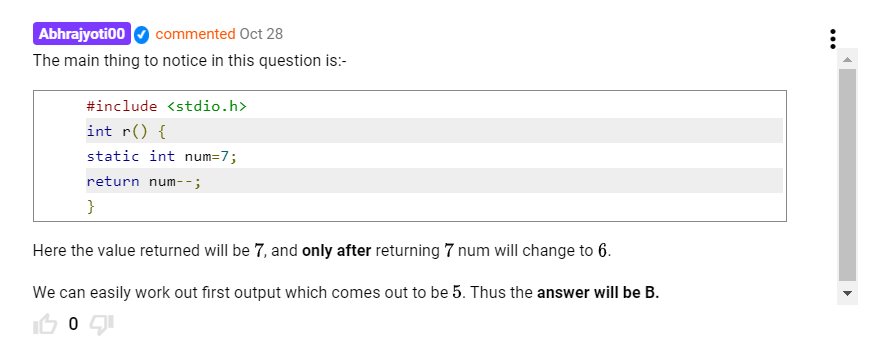 Abhrajyoti00 commented Oct 28
The main thing to notice in this question is:-
#include <stdio.h>
int r() {
static int num=7;
return num--;
}
Here the value returned will be 7, and only after returning 7 num will change to 6.
We can easily work out first output which comes out to be 5. Thus the answer will be B.
0